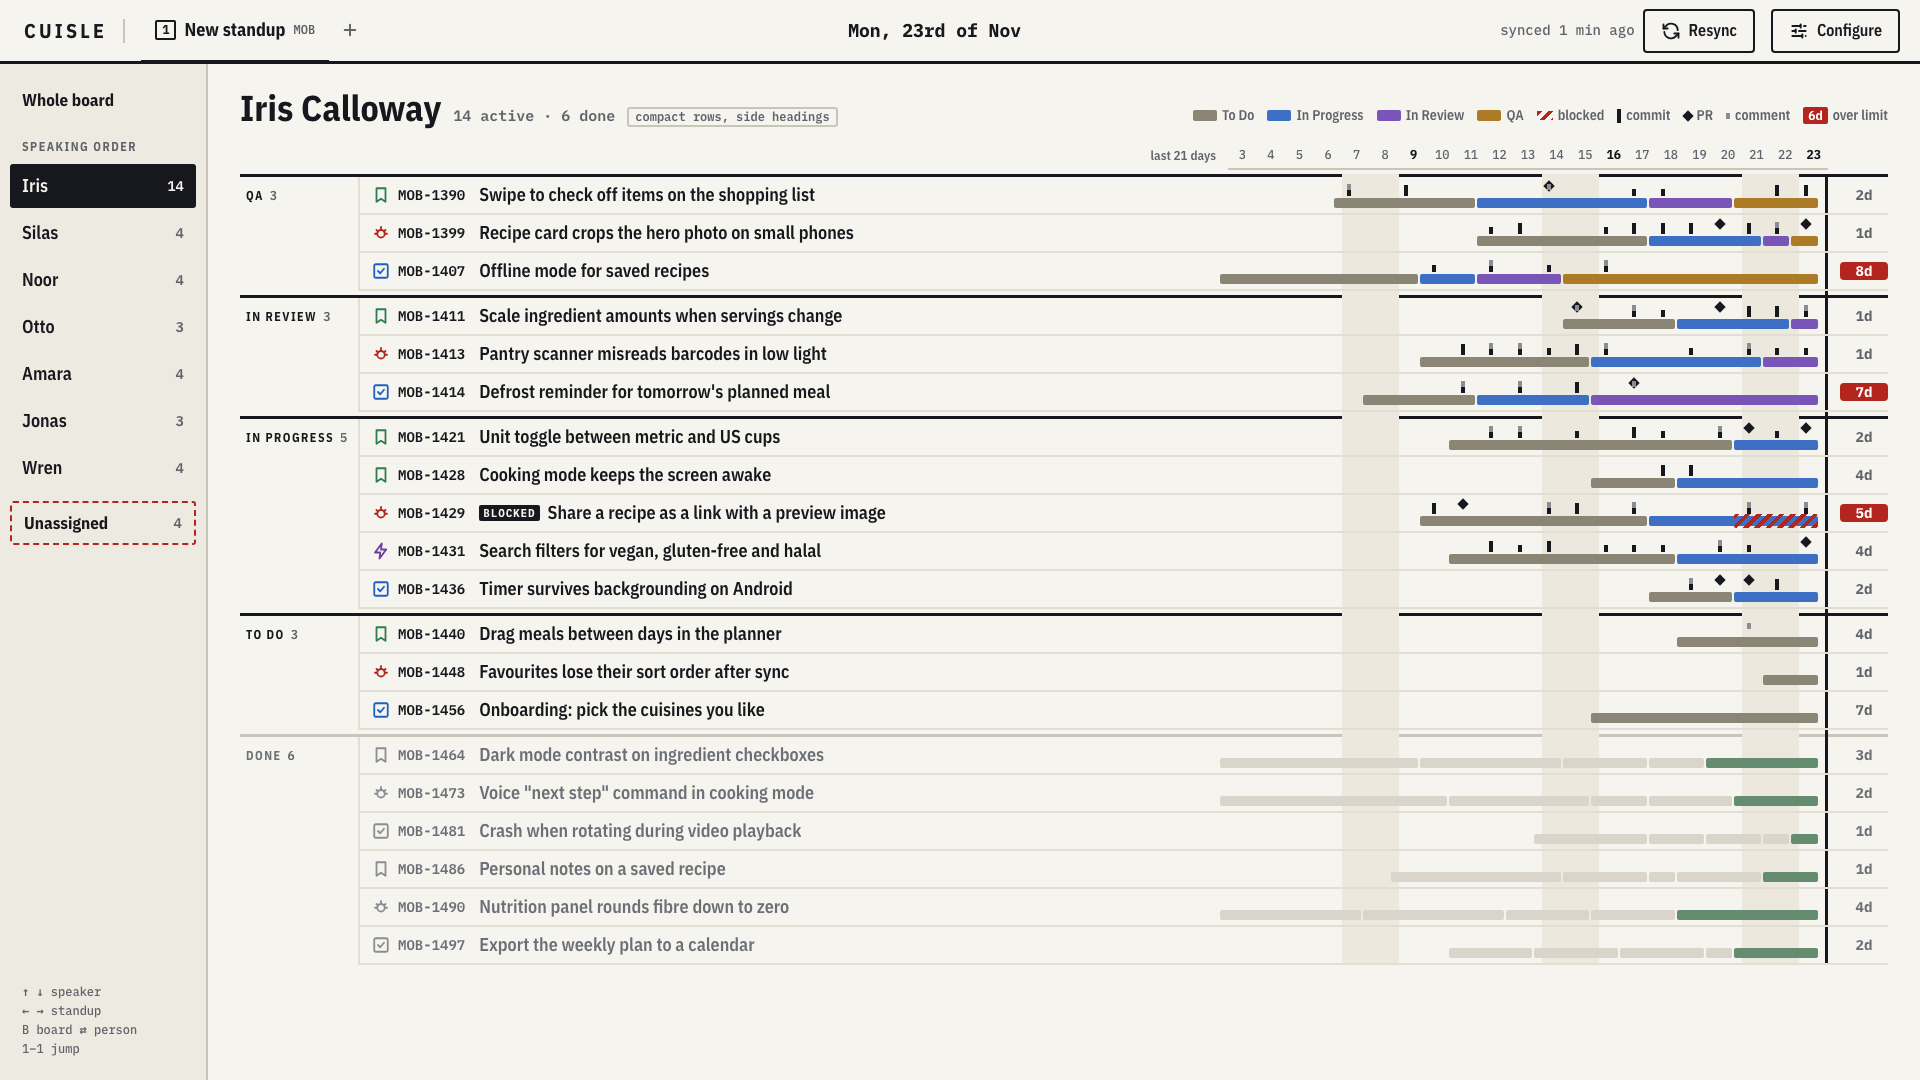 CUISLE
1 New standup MOB +
Mon, 23rd of Nov
synced 1 min ago
Resync
Configure
Whole board
SPEAKING ORDER
Iris 14
Silas 4
Noor 4
Otto 3
Amara 4
Jonas 3
Wren 4
Unassigned 4
↑ ↓ speaker
← → standup
B board ⇄ person
1–1 jump
Iris Calloway 14 active · 6 done compact rows, side headings
To Do In Progress In Review QA blocked commit PR comment 6d over limit
last 21 days 3 4 5 6 7 8 9 10 11 12 13 14 15 16 17 18 19 20 21 22 23
QA 3
MOB-1390 Swipe to check off items on the shopping list 2d
MOB-1399 Recipe card crops the hero photo on small phones 1d
MOB-1407 Offline mode for saved recipes 8d
IN REVIEW 3
MOB-1411 Scale ingredient amounts when servings change 1d
MOB-1413 Pantry scanner misreads barcodes in low light 1d
MOB-1414 Defrost reminder for tomorrow's planned meal 7d
IN PROGRESS 5
MOB-1421 Unit toggle between metric and US cups 2d
MOB-1428 Cooking mode keeps the screen awake 4d
MOB-1429 BLOCKED Share a recipe as a link with a preview image 5d
MOB-1431 Search filters for vegan, gluten-free and halal 4d
MOB-1436 Timer survives backgrounding on Android 2d
TO DO 3
MOB-1440 Drag meals between days in the planner 4d
MOB-1448 Favourites lose their sort order after sync 1d
MOB-1456 Onboarding: pick the cuisines you like 7d
DONE 6
MOB-1464 Dark mode contrast on ingredient checkboxes 3d
MOB-1473 Voice "next step" command in cooking mode 2d
MOB-1481 Crash when rotating during video playback 1d
MOB-1486 Personal notes on a saved recipe 1d
MOB-1490 Nutrition panel rounds fibre down to zero 4d
MOB-1497 Export the weekly plan to a calendar 2d